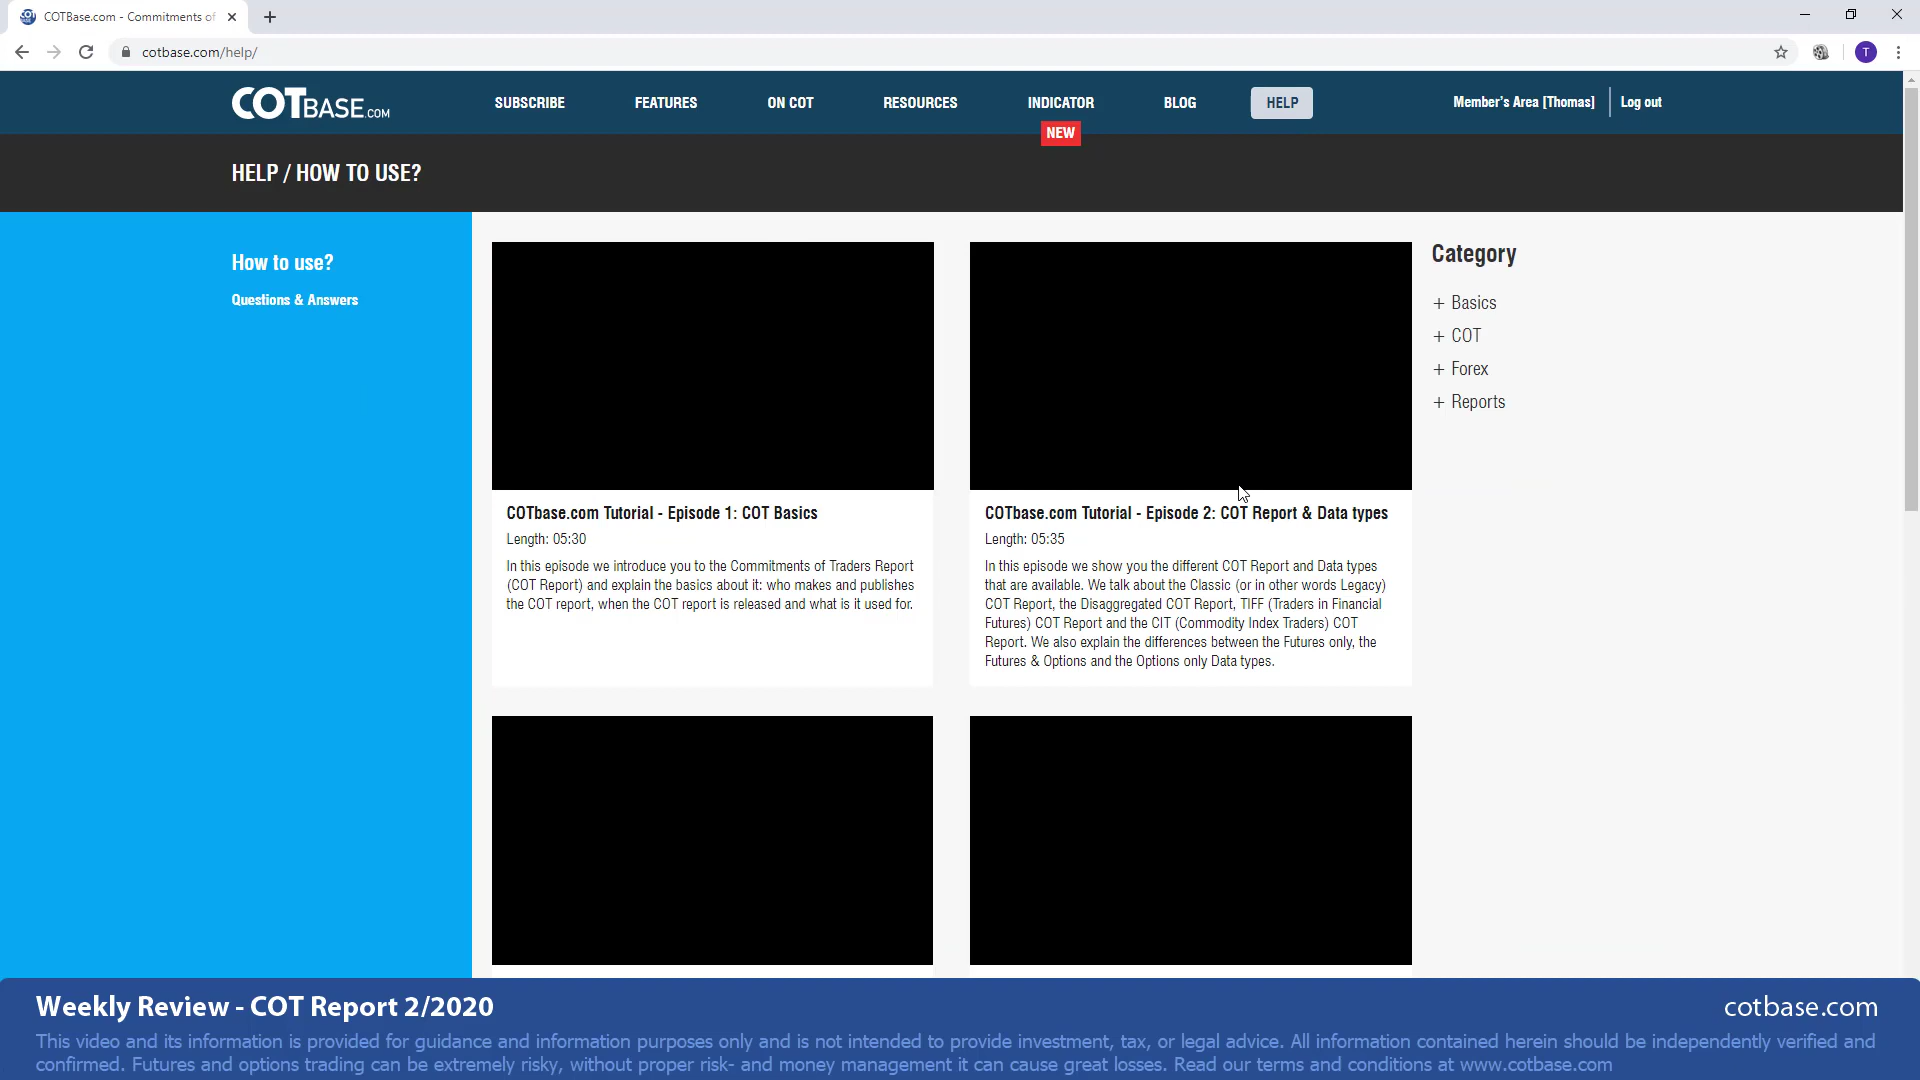 COTBase.com - Commitments of
cotbase.com/help/
T
COTBASE.COM
SUBSCRIBE
FEATURES
ON COT
RESOURCES
INDICATOR
NEW
BLOG
HELP
Member's Area [Thomas]
Log out
HELP / HOW TO USE?
How to use?
Questions & Answers
COTbase.com Tutorial - Episode 1: COT Basics
Length: 05:30
In this episode we introduce you to the Commitments of Traders Report
(COT Report) and explain the basics about it: who makes and publishes
the COT report, when the COT report is released and what is it used for.
COTbase.com Tutorial - Episode 2: COT Report & Data types
Length: 05:35
In this episode we show you the different COT Report and Data types
that are available. We talk about the Classic (or in other words Legacy)
COT Report, the Disaggregated COT Report, TIFF (Traders in Financial
Futures) COT Report and the CIT (Commodity Index Traders) COT
Report. We also explain the differences between the Futures only, the
Futures & Options and the Options only Data types.
Category
+ Basics
+ COT
+ Forex
+ Reports
Weekly Review - COT Report 2/2020
cotbase.com
This video and its information is provided for guidance and information purposes only and is not intended to provide investment, tax, or legal advice. All information contained herein should be independently verified and
confirmed. Futures and options trading can be extremely risky, without proper risk- and money management it can cause great losses. Read our terms and conditions at www.cotbase.com